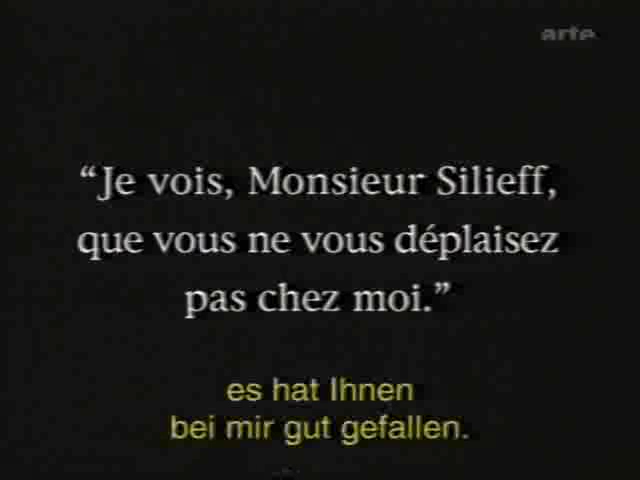 arte
“Je vois, Monsieur Silieff,
que vous ne vous déplaisez
pas chez moi.”
es hat Ihnen
bei mir gut gefallen.